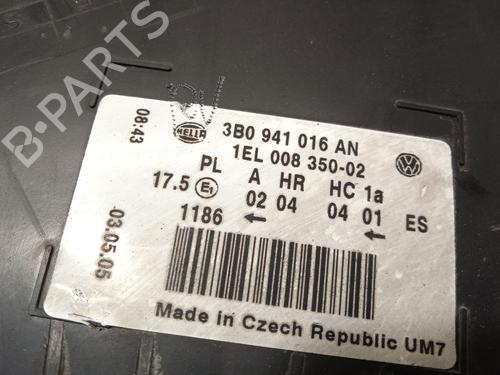 B-PARTS
08:43
HELLA
3B0 941 016 AN
1EL 008 350-02
PL A HR HC 1a
17.5 E1 02 04 04 01 ES
1186 ← ←
03.05.05
Made in Czech Republic UM7